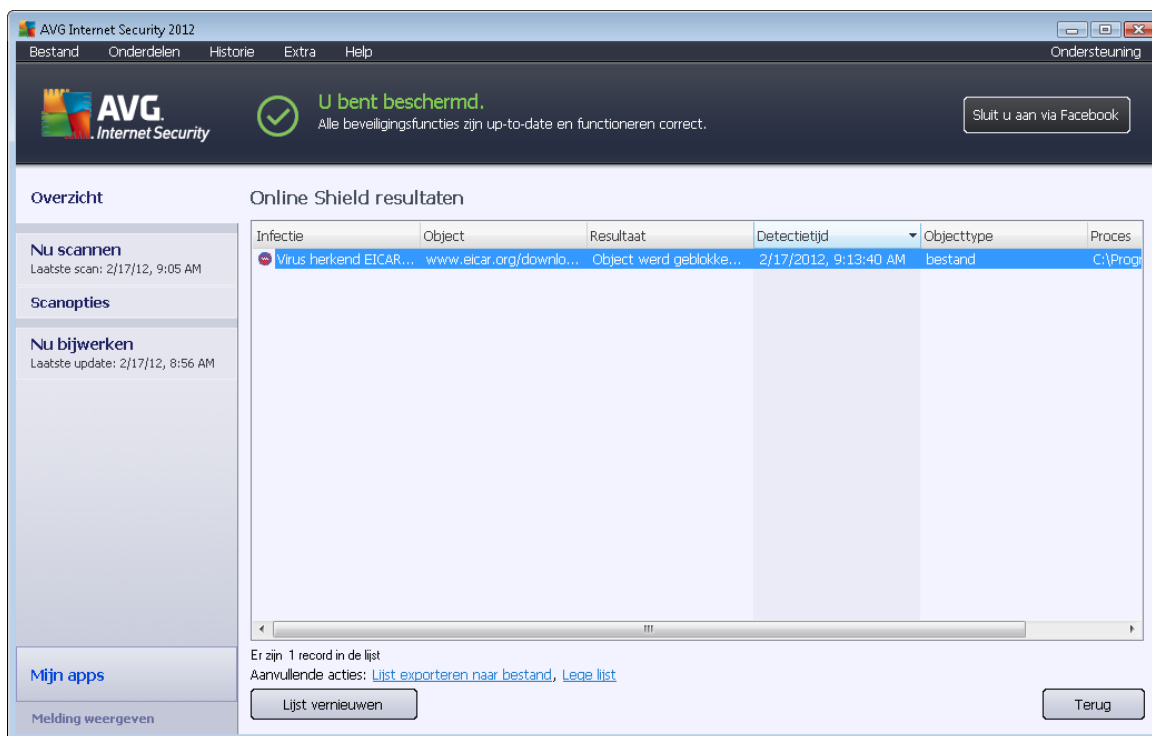 AVG Internet Security 2012
Bestand Onderdelen Historie Extra Help Ondersteuning
AVG.
Internet Security
U bent beschermd.
Alle beveiligingsfuncties zijn up-to-date en functioneren correct.
Sluit u aan via Facebook
Overzicht
Nu scannen
Laatste scan: 2/17/12, 9:05 AM
Scanopties
Nu bijwerken
Laatste update: 2/17/12, 8:56 AM
Mijn apps
Melding weergeven
Online Shield resultaten
Infectie Object Resultaat Detectietijd Objecttype Proces
Virus herkend EICAR... www.eicar.org/downlo... Object werd geblokke... 2/17/2012, 9:13:40 AM bestand C:\Progr
Er zijn 1 record in de lijst
Aanvullende acties: Lijst exporteren naar bestand, Lege lijst
Lijst vernieuwen Terug